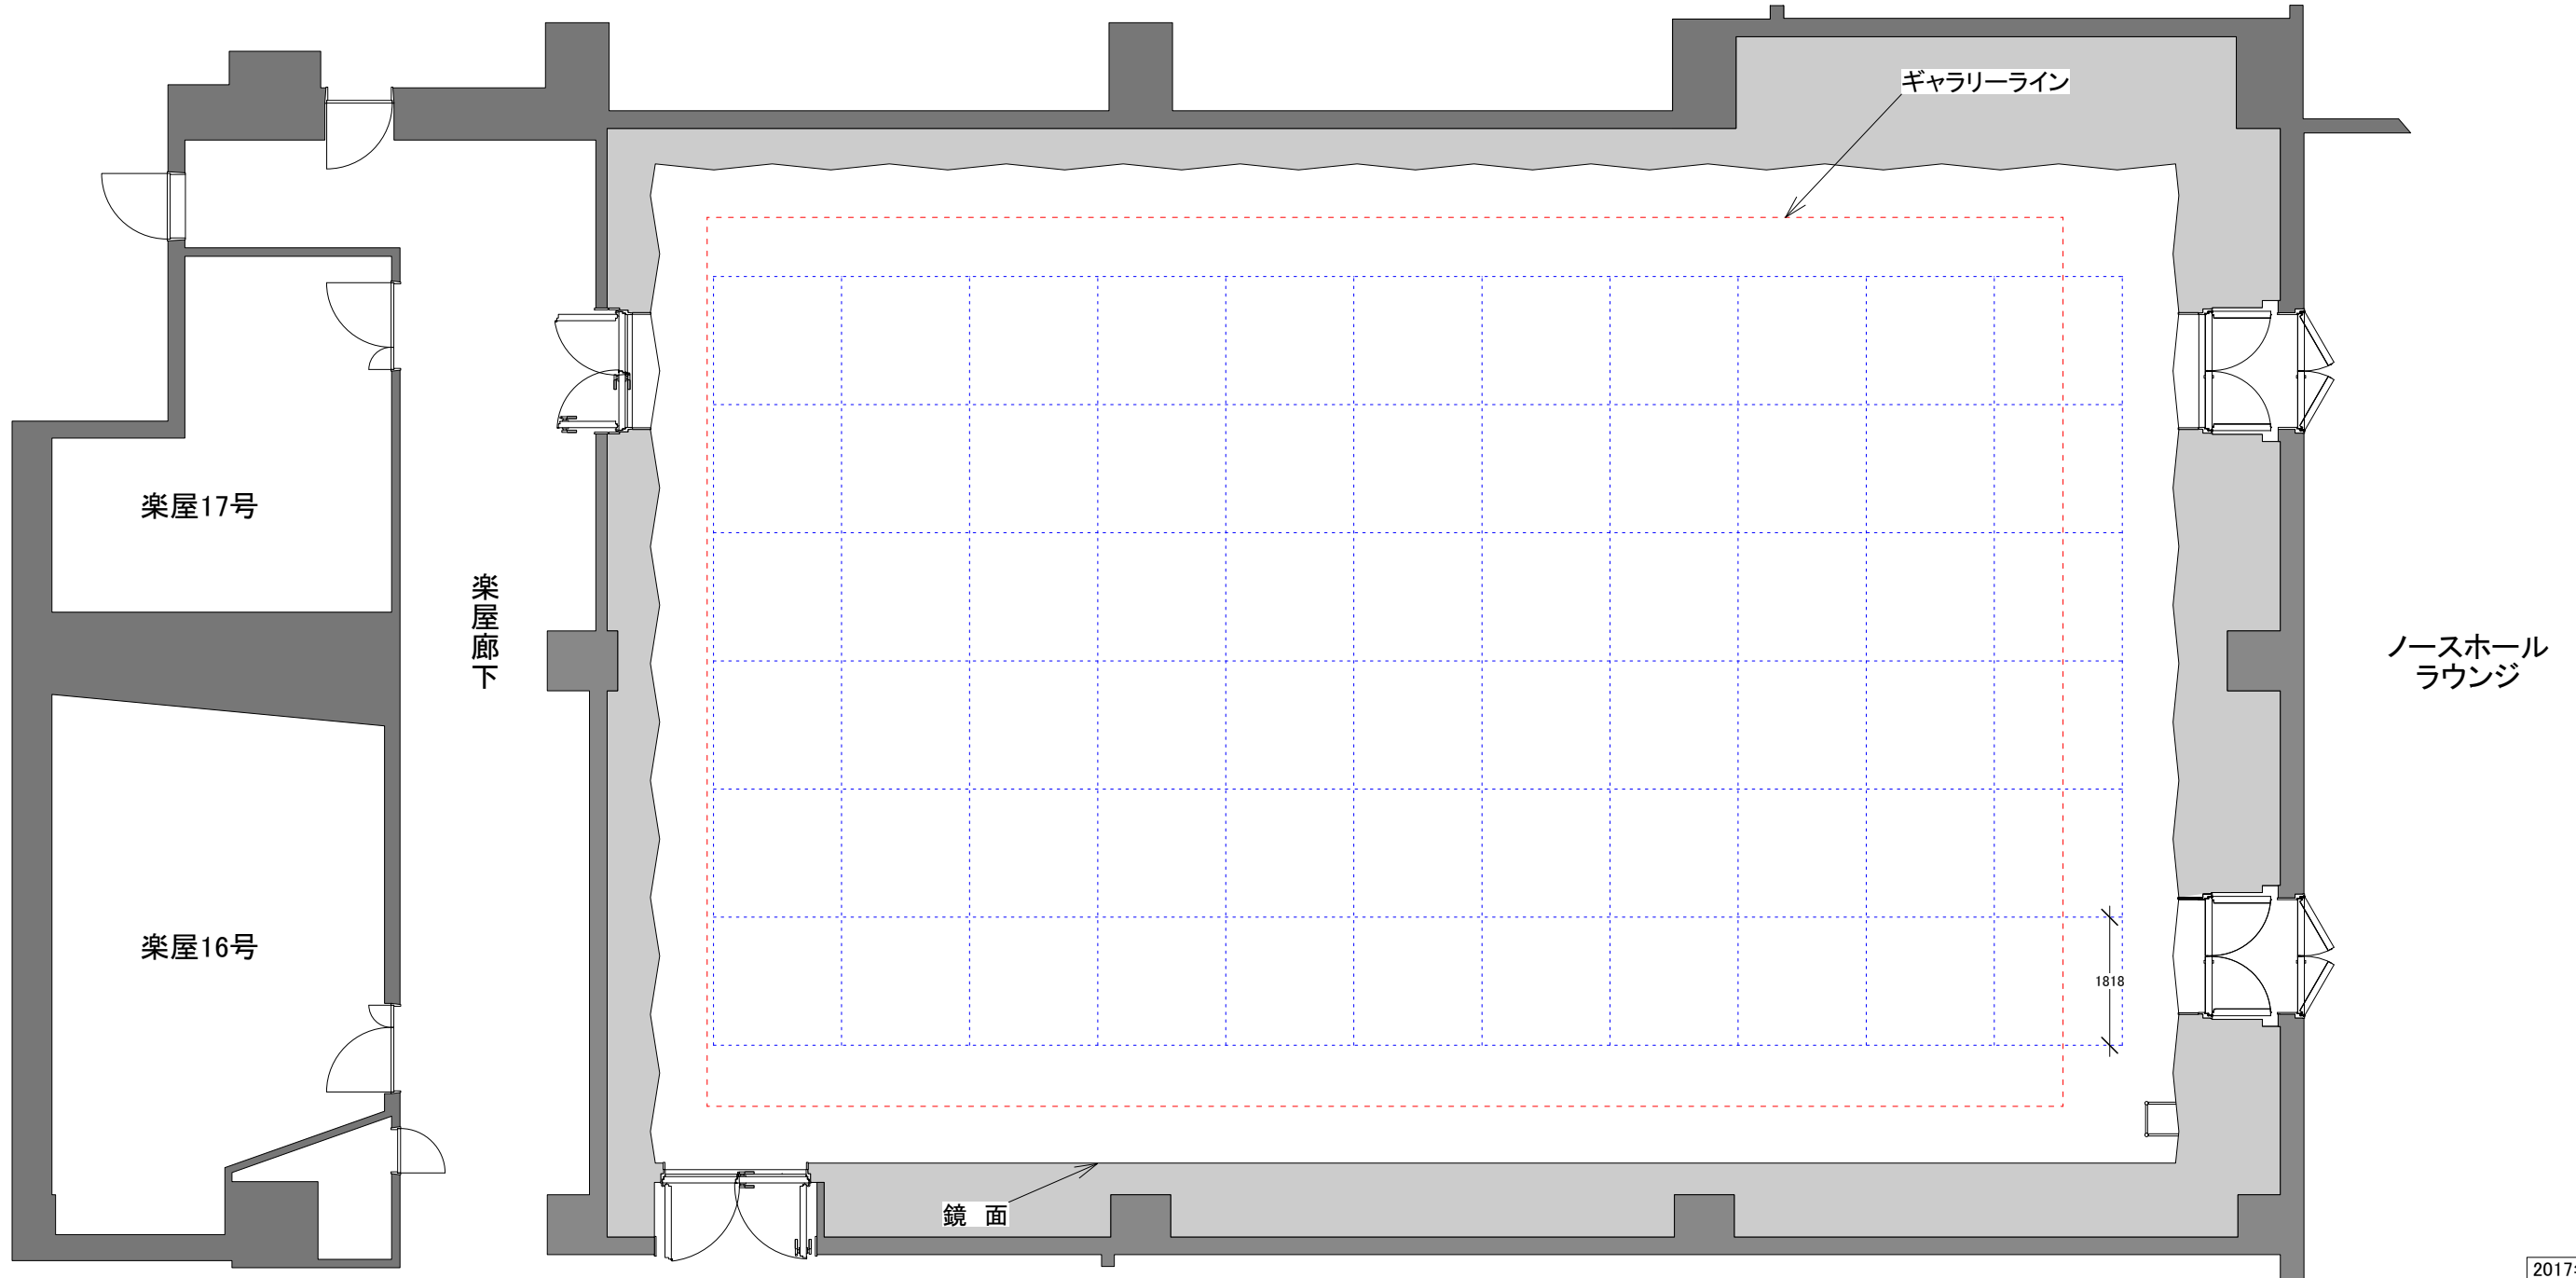 ギャラリーライン
楽屋17号
楽屋廊下
ノースホール
ラウンジ
楽屋16号
1818
鏡 面
2017